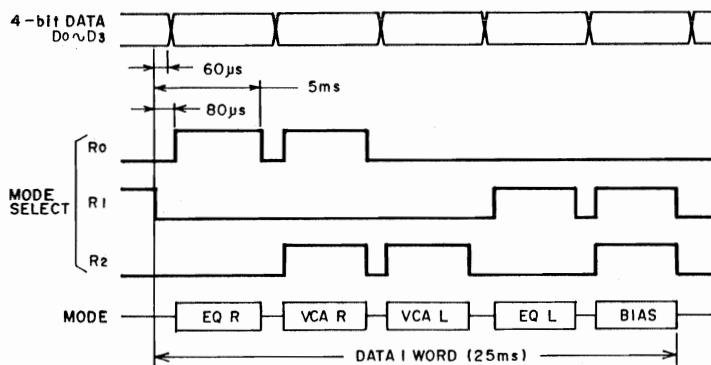 4-bit DATA
D0~D3
60μs
5ms
80μs
R0
MODE
SELECT
R1
R2
MODE
EQ R
VCA R
VCA L
EQ L
BIAS
DATA 1 WORD (25ms)